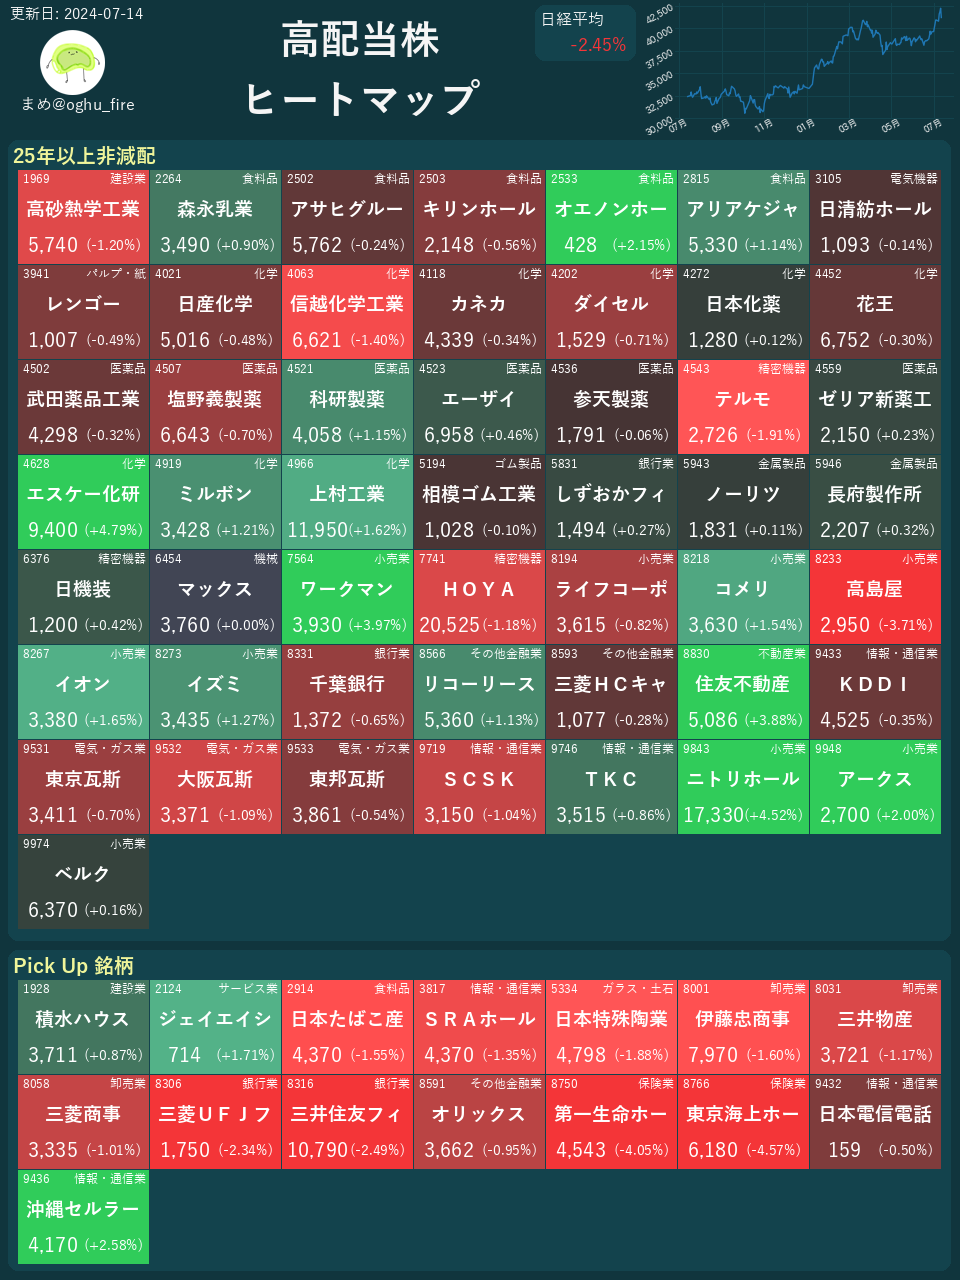 更新日: 2024-07-14
まめ@oghu_fire
高配当株
ヒートマップ
日経平均
-2.45%
42,500
40,000
37,500
35,000
32,500
30,000
07月 09月 11月 01月 03月 05月 07月
25年以上非減配
1969 建設業 2264 食料品 2502 食料品 2503 食料品 2533 食料品 2815 食料品 3105 電気機器
高砂熱学工業 森永乳業 アサヒグルー キリンホール オエノンホー アリアケジャ 日清紡ホール
5,740 (-1.20%) 3,490 (+0.90%) 5,762 (-0.24%) 2,148 (-0.56%) 428 (+2.15%) 5,330 (+1.14%) 1,093 (-0.14%)
3941 パルプ・紙 4021 化学 4063 化学 4118 化学 4202 化学 4272 化学 4452 化学
レンゴー 日産化学 信越化学工業 カネカ ダイセル 日本化薬 花王
1,007 (-0.49%) 5,016 (-0.48%) 6,621 (-1.40%) 4,339 (-0.34%) 1,529 (-0.71%) 1,280 (+0.12%) 6,752 (-0.30%)
4502 医薬品 4507 医薬品 4521 医薬品 4523 医薬品 4536 医薬品 4543 精密機器 4559 医薬品
武田薬品工業 塩野義製薬 科研製薬 エーザイ 参天製薬 テルモ ゼリア新薬工
4,298 (-0.32%) 6,643 (-0.70%) 4,058 (+1.15%) 6,958 (+0.46%) 1,791 (-0.06%) 2,726 (-1.91%) 2,150 (+0.23%)
4628 化学 4919 化学 4966 化学 5194 ゴム製品 5831 銀行業 5943 金属製品 5946 金属製品
エスケー化研 ミルボン 上村工業 相模ゴム工業 しずおかフィ ノーリツ 長府製作所
9,400 (+4.79%) 3,428 (+1.21%) 11,950(+1.62%) 1,028 (-0.10%) 1,494 (+0.27%) 1,831 (+0.11%) 2,207 (+0.32%)
6376 精密機器 6454 機械 7564 小売業 7741 精密機器 8194 小売業 8218 小売業 8233 小売業
日機装 マックス ワークマン ＨＯＹＡ ライフコーポ コメリ 高島屋
1,200 (+0.42%) 3,760 (+0.00%) 3,930 (+3.97%) 20,525(-1.18%) 3,615 (-0.82%) 3,630 (+1.54%) 2,950 (-3.71%)
8267 小売業 8273 小売業 8331 銀行業 8566 その他金融業 8593 その他金融業 8830 不動産業 9433 情報・通信業
イオン イズミ 千葉銀行 リコーリース 三菱ＨＣキャ 住友不動産 ＫＤＤＩ
3,380 (+1.65%) 3,435 (+1.27%) 1,372 (-0.65%) 5,360 (+1.13%) 1,077 (-0.28%) 5,086 (+3.88%) 4,525 (-0.35%)
9531 電気・ガス業 9532 電気・ガス業 9533 電気・ガス業 9719 情報・通信業 9746 情報・通信業 9843 小売業 9948 小売業
東京瓦斯 大阪瓦斯 東邦瓦斯 ＳＣＳＫ ＴＫＣ ニトリホール アークス
3,411 (-0.70%) 3,371 (-1.09%) 3,861 (-0.54%) 3,150 (-1.04%) 3,515 (+0.86%) 17,330(+4.52%) 2,700 (+2.00%)
9974 小売業
ベルク
6,370 (+0.16%)
Pick Up 銘柄
1928 建設業 2124 サービス業 2914 食料品 3817 情報・通信業 5334 ガラス・土石 8001 卸売業 8031 卸売業
積水ハウス ジェイエイシ 日本たばこ産 ＳＲＡホール 日本特殊陶業 伊藤忠商事 三井物産
3,711 (+0.87%) 714 (+1.71%) 4,370 (-1.55%) 4,370 (-1.35%) 4,798 (-1.88%) 7,970 (-1.60%) 3,721 (-1.17%)
8058 卸売業 8306 銀行業 8316 銀行業 8591 その他金融業 8750 保険業 8766 保険業 9432 情報・通信業
三菱商事 三菱ＵＦＪフ 三井住友フィ オリックス 第一生命ホー 東京海上ホー 日本電信電話
3,335 (-1.01%) 1,750 (-2.34%) 10,790(-2.49%) 3,662 (-0.95%) 4,543 (-4.05%) 6,180 (-4.57%) 159 (-0.50%)
9436 情報・通信業
沖縄セルラー
4,170 (+2.58%)